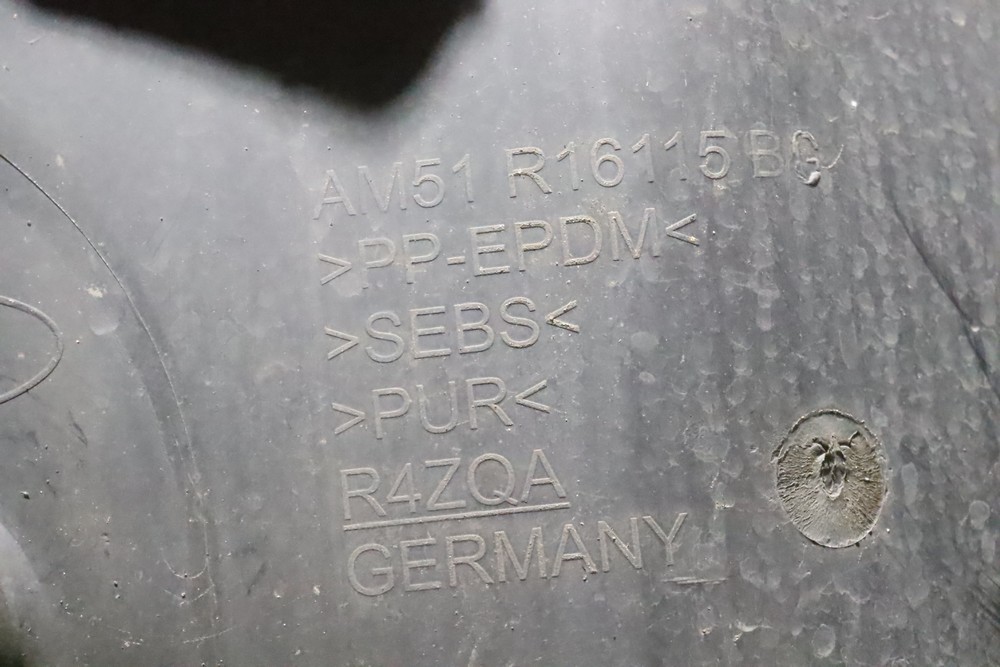 AM51 R16115 BG
>PP-EPDM<
>SEBS<
>PUR<
R4ZQA
GERMANY